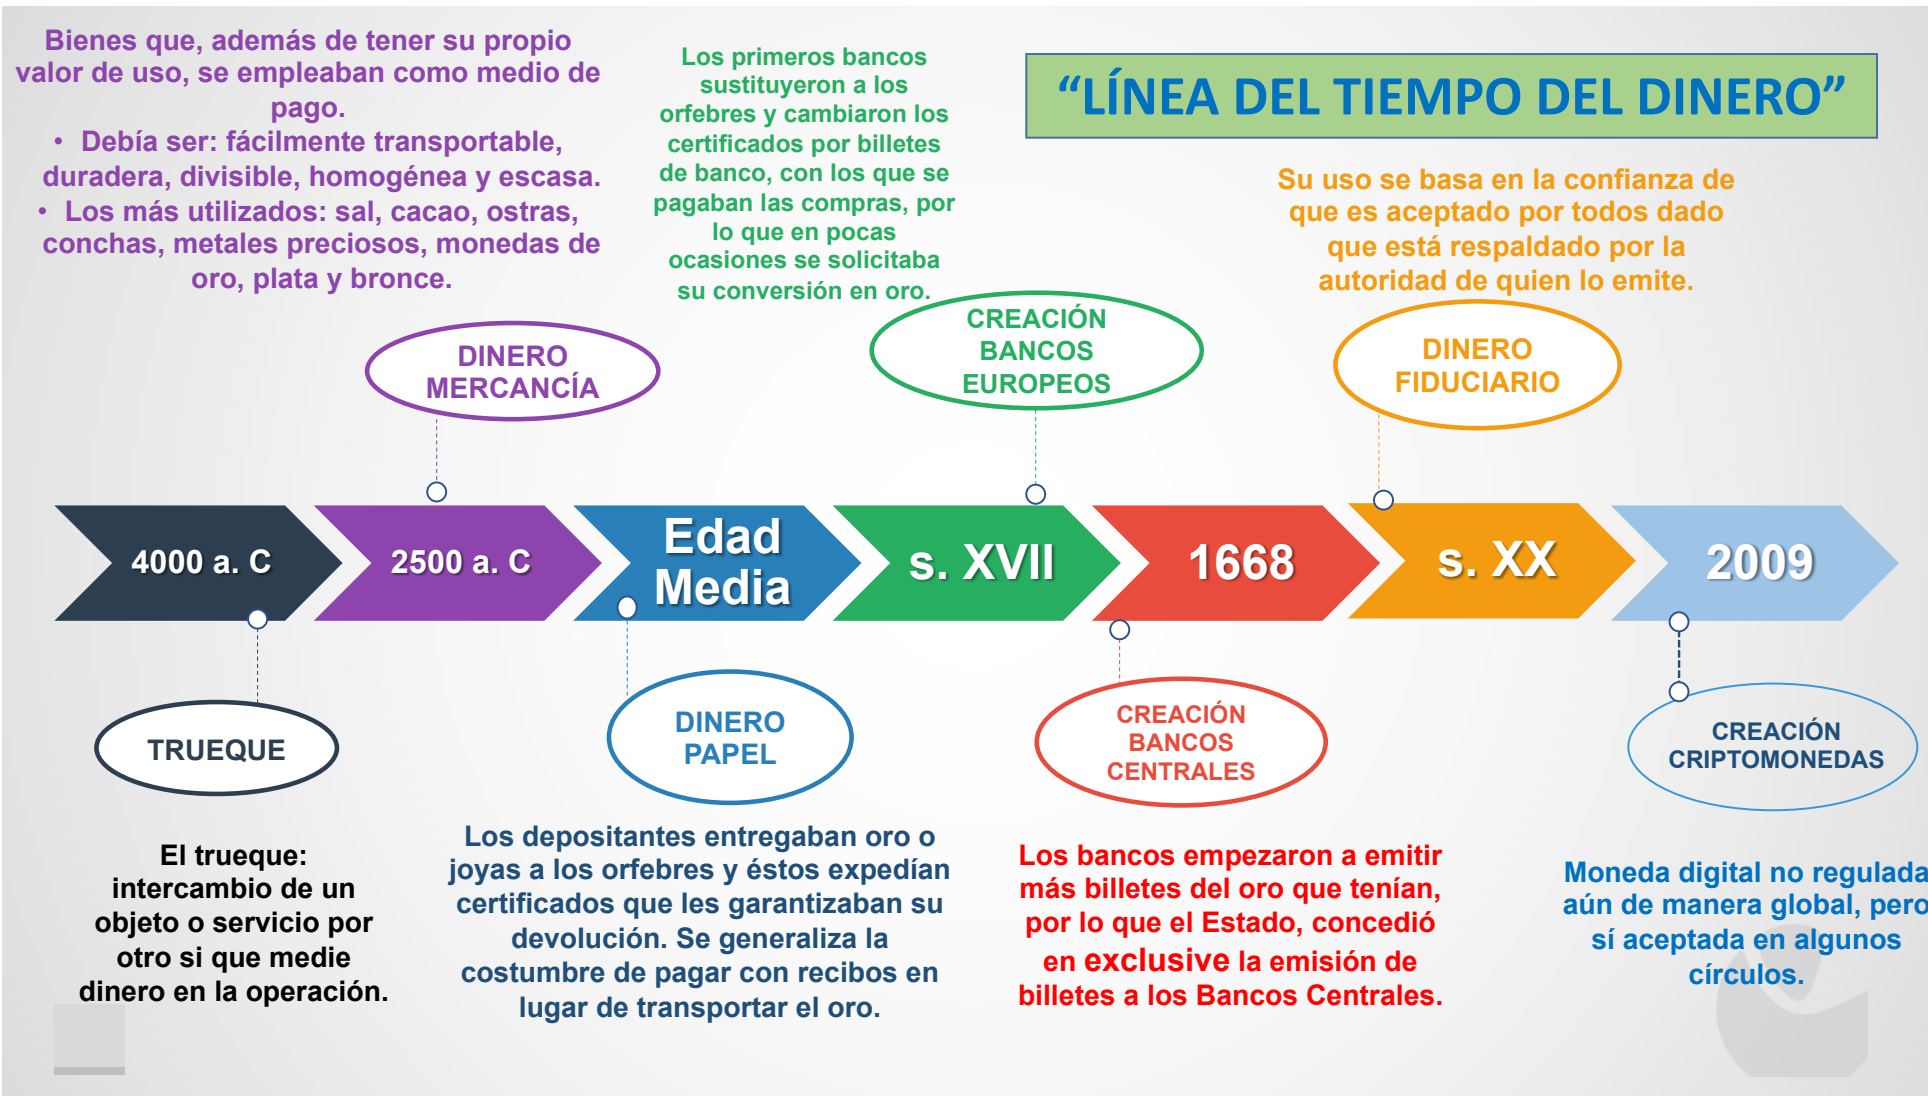 Bienes que, además de tener su propio
valor de uso, se empleaban como medio de
pago.
• Debía ser: fácilmente transportable,
duradera, divisible, homogénea y escasa.
• Los más utilizados: sal, cacao, ostras,
conchas, metales preciosos, monedas de
oro, plata y bronce.
Los primeros bancos
sustituyeron a los
orfebres y cambiaron los
certificados por billetes
de banco, con los que se
pagaban las compras, por
lo que en pocas
ocasiones se solicitaba
su conversión en oro.
“LÍNEA DEL TIEMPO DEL DINERO”
Su uso se basa en la confianza de
que es aceptado por todos dado
que está respaldado por la
autoridad de quien lo emite.
DINERO
MERCANCÍA
CREACIÓN
BANCOS
EUROPEOS
DINERO
FIDUCIARIO
4000 a. C
2500 a. C
Edad
Media
s. XVII
1668
s. XX
2009
TRUEQUE
DINERO
PAPEL
CREACIÓN
BANCOS
CENTRALES
CREACIÓN
CRIPTOMONEDAS
El trueque:
intercambio de un
objeto o servicio por
otro si que medie
dinero en la operación.
Los depositantes entregaban oro o
joyas a los orfebres y éstos expedían
certificados que les garantizaban su
devolución. Se generaliza la
costumbre de pagar con recibos en
lugar de transportar el oro.
Los bancos empezaron a emitir
más billetes del oro que tenían,
por lo que el Estado, concedió
en exclusive la emisión de
billetes a los Bancos Centrales.
Moneda digital no regulada
aún de manera global, pero
sí aceptada en algunos
círculos.